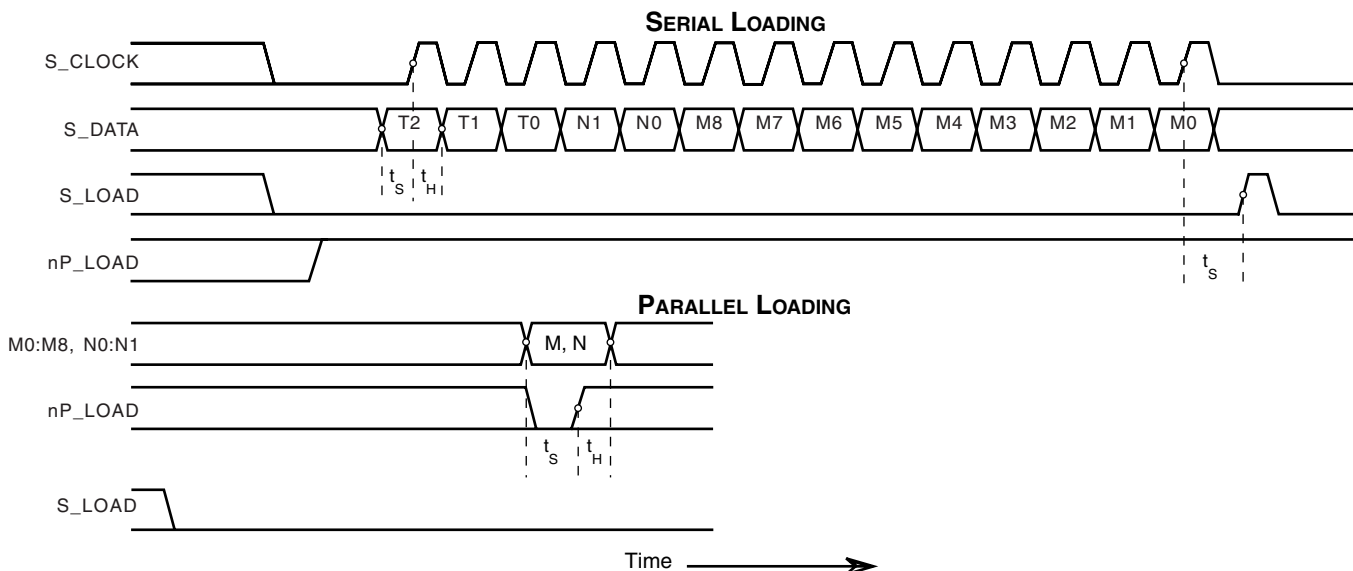 SERIAL LOADING
S_CLOCK
S_DATA
T2 T1 T0 N1 N0 M8 M7 M6 M5 M4 M3 M2 M1 M0
tS tH
S_LOAD
nP_LOAD
tS
PARALLEL LOADING
M0:M8, N0:N1
M, N
nP_LOAD
tS tH
S_LOAD
Time